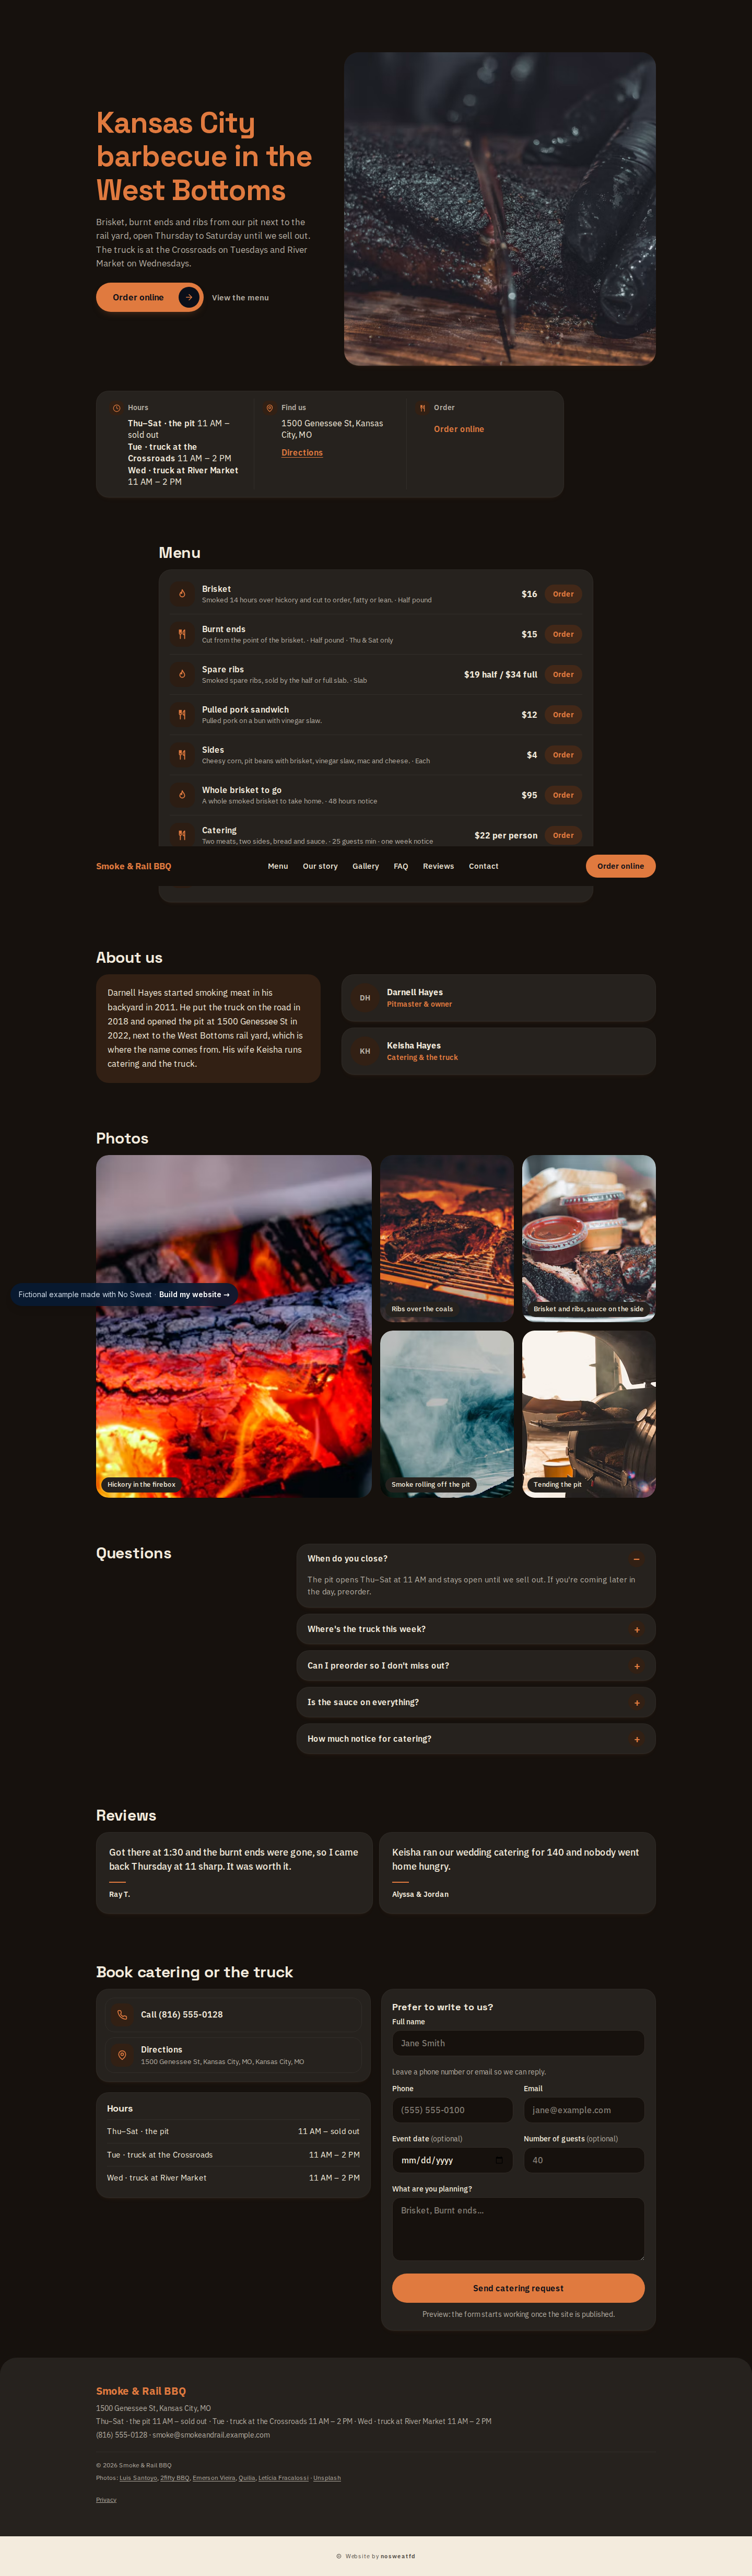 Kansas City
barbecue in the
West Bottoms
Brisket, burnt ends and ribs from our pit next to the
rail yard, open Thursday to Saturday until we sell out.
The truck is at the Crossroads on Tuesdays and River
Market on Wednesdays.
Order online
View the menu
Hours
Thu–Sat · the pit 11 AM –
sold out
Tue · truck at the
Crossroads 11 AM – 2 PM
Wed · truck at River Market
11 AM – 2 PM
Find us
1500 Genessee St, Kansas
City, MO
Directions
Order
Order online
Menu
Brisket
Smoked 14 hours over hickory and cut to order, fatty or lean. · Half pound
$16
Order
Burnt ends
Cut from the point of the brisket. · Half pound · Thu & Sat only
$15
Order
Spare ribs
Smoked spare ribs, sold by the half or full slab. · Slab
$19 half / $34 full
Order
Pulled pork sandwich
Pulled pork on a bun with vinegar slaw.
$12
Order
Sides
Cheesy corn, pit beans with brisket, vinegar slaw, mac and cheese. · Each
$4
Order
Whole brisket to go
A whole smoked brisket to take home. · 48 hours notice
$95
Order
Catering
Two meats, two sides, bread and sauce. · 25 guests min · one week notice
$22 per person
Order
Smoke & Rail BBQ
Menu
Our story
Gallery
FAQ
Reviews
Contact
Order online
About us
Darnell Hayes started smoking meat in his
backyard in 2011. He put the truck on the road in
2018 and opened the pit at 1500 Genessee St in
2022, next to the West Bottoms rail yard, which is
where the name comes from. His wife Keisha runs
catering and the truck.
DH
Darnell Hayes
Pitmaster & owner
KH
Keisha Hayes
Catering & the truck
Photos
Ribs over the coals
Brisket and ribs, sauce on the side
Fictional example made with No Sweat · Build my website →
Hickory in the firebox
Smoke rolling off the pit
Tending the pit
Questions
When do you close?
The pit opens Thu–Sat at 11 AM and stays open until we sell out. If you're coming later in
the day, preorder.
Where's the truck this week?
Can I preorder so I don't miss out?
Is the sauce on everything?
How much notice for catering?
Reviews
Got there at 1:30 and the burnt ends were gone, so I came
back Thursday at 11 sharp. It was worth it.
Ray T.
Keisha ran our wedding catering for 140 and nobody went
home hungry.
Alyssa & Jordan
Book catering or the truck
Call (816) 555-0128
Directions
1500 Genessee St, Kansas City, MO, Kansas City, MO
Hours
Thu–Sat · the pit 11 AM – sold out
Tue · truck at the Crossroads 11 AM – 2 PM
Wed · truck at River Market 11 AM – 2 PM
Prefer to write to us?
Full name
Jane Smith
Leave a phone number or email so we can reply.
Phone
(555) 555-0100
Email
jane@example.com
Event date (optional)
mm/dd/yyyy
Number of guests (optional)
40
What are you planning?
Brisket, Burnt ends...
Send catering request
Preview: the form starts working once the site is published.
Smoke & Rail BBQ
1500 Genessee St, Kansas City, MO
Thu–Sat · the pit 11 AM – sold out · Tue · truck at the Crossroads 11 AM – 2 PM · Wed · truck at River Market 11 AM – 2 PM
(816) 555-0128 · smoke@smokeandrail.example.com
© 2026 Smoke & Rail BBQ
Photos: Luis Santoyo, 2fifty BBQ, Emerson Vieira, Quilia, Letícia Fracalossi · Unsplash
Privacy
Website by nosweatfd